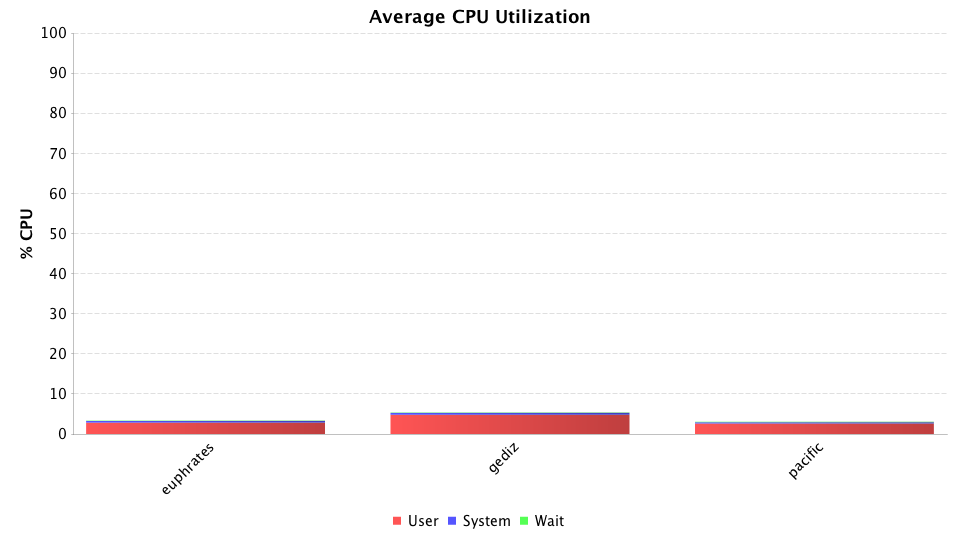 Average CPU Utilization
100
90
80
70
60
50
40
30
20
10
0
% CPU
euphrates
gediz
pacific
User System Wait